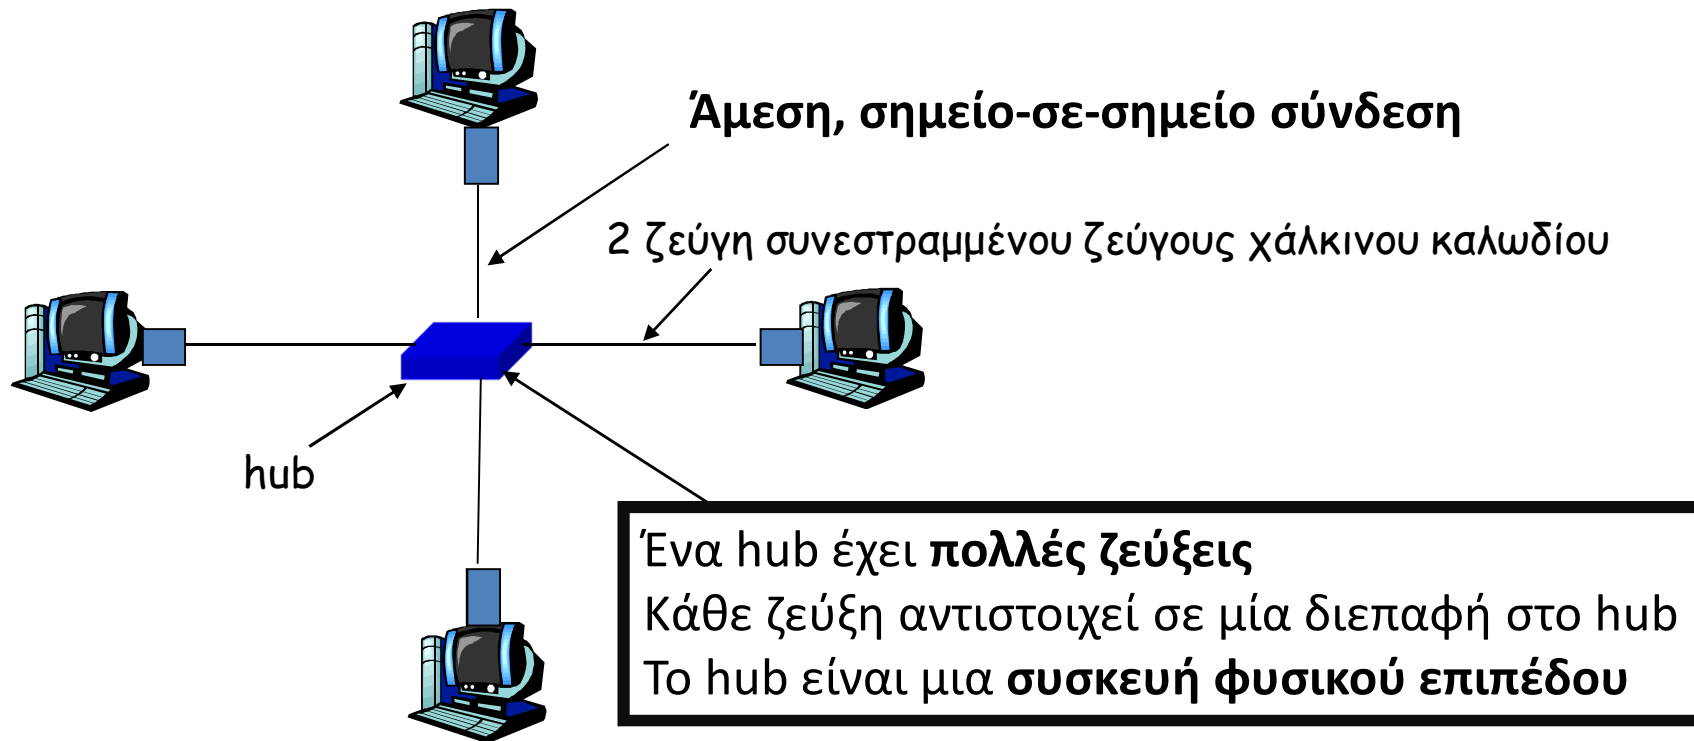 Άμεση, σημείο-σε-σημείο σύνδεση
2 ζεύγη συνεστραμμένου ζεύγους χάλκινου καλωδίου
hub
Ένα hub έχει πολλές ζεύξεις
Κάθε ζεύξη αντιστοιχεί σε μία διεπαφή στο hub
Το hub είναι μια συσκευή φυσικού επιπέδου